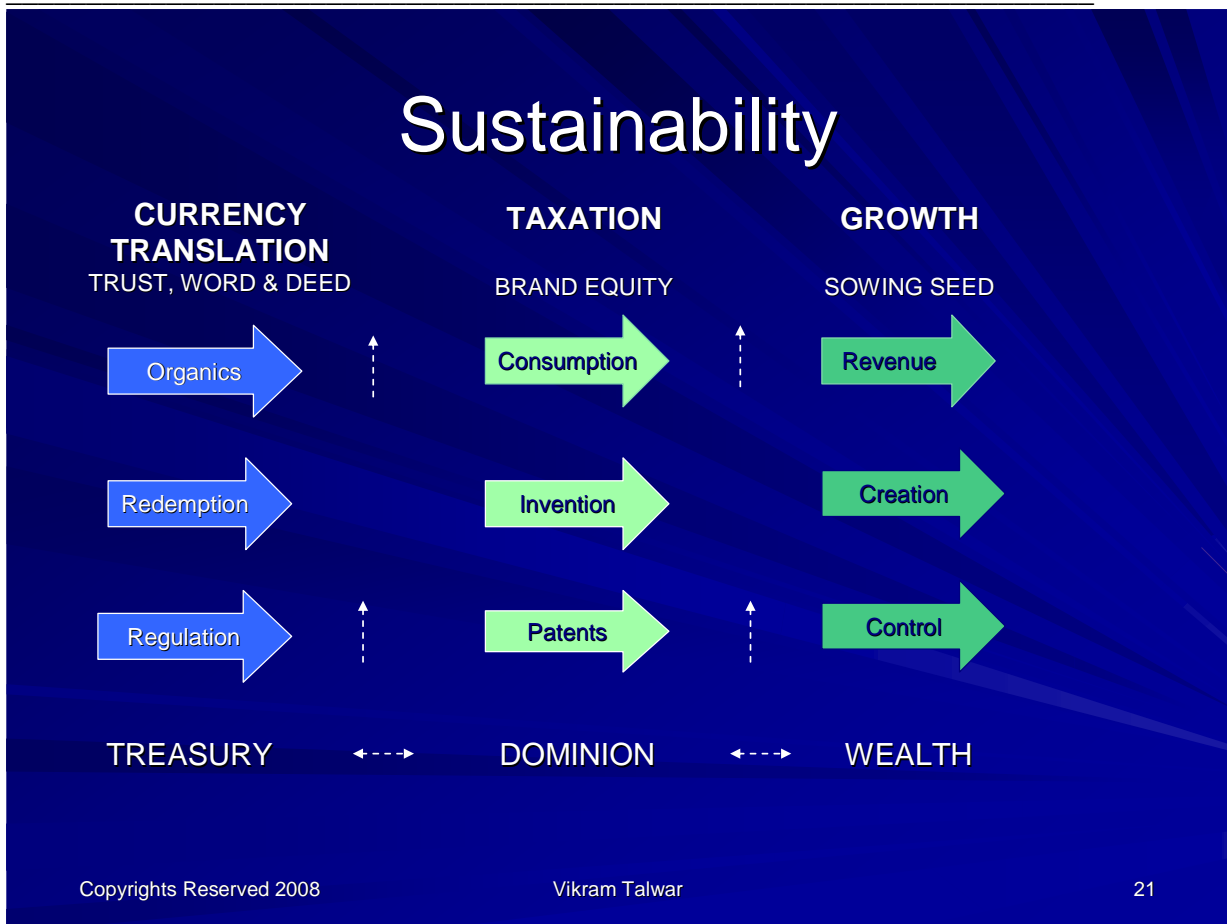 Sustainability
CURRENCY
TRANSLATION
TRUST, WORD & DEED
TAXATION
BRAND EQUITY
GROWTH
SOWING SEED
Organics
Consumption
Revenue
Redemption
Invention
Creation
Regulation
Patents
Control
TREASURY
DOMINION
WEALTH
Copyrights Reserved 2008
Vikram Talwar
21